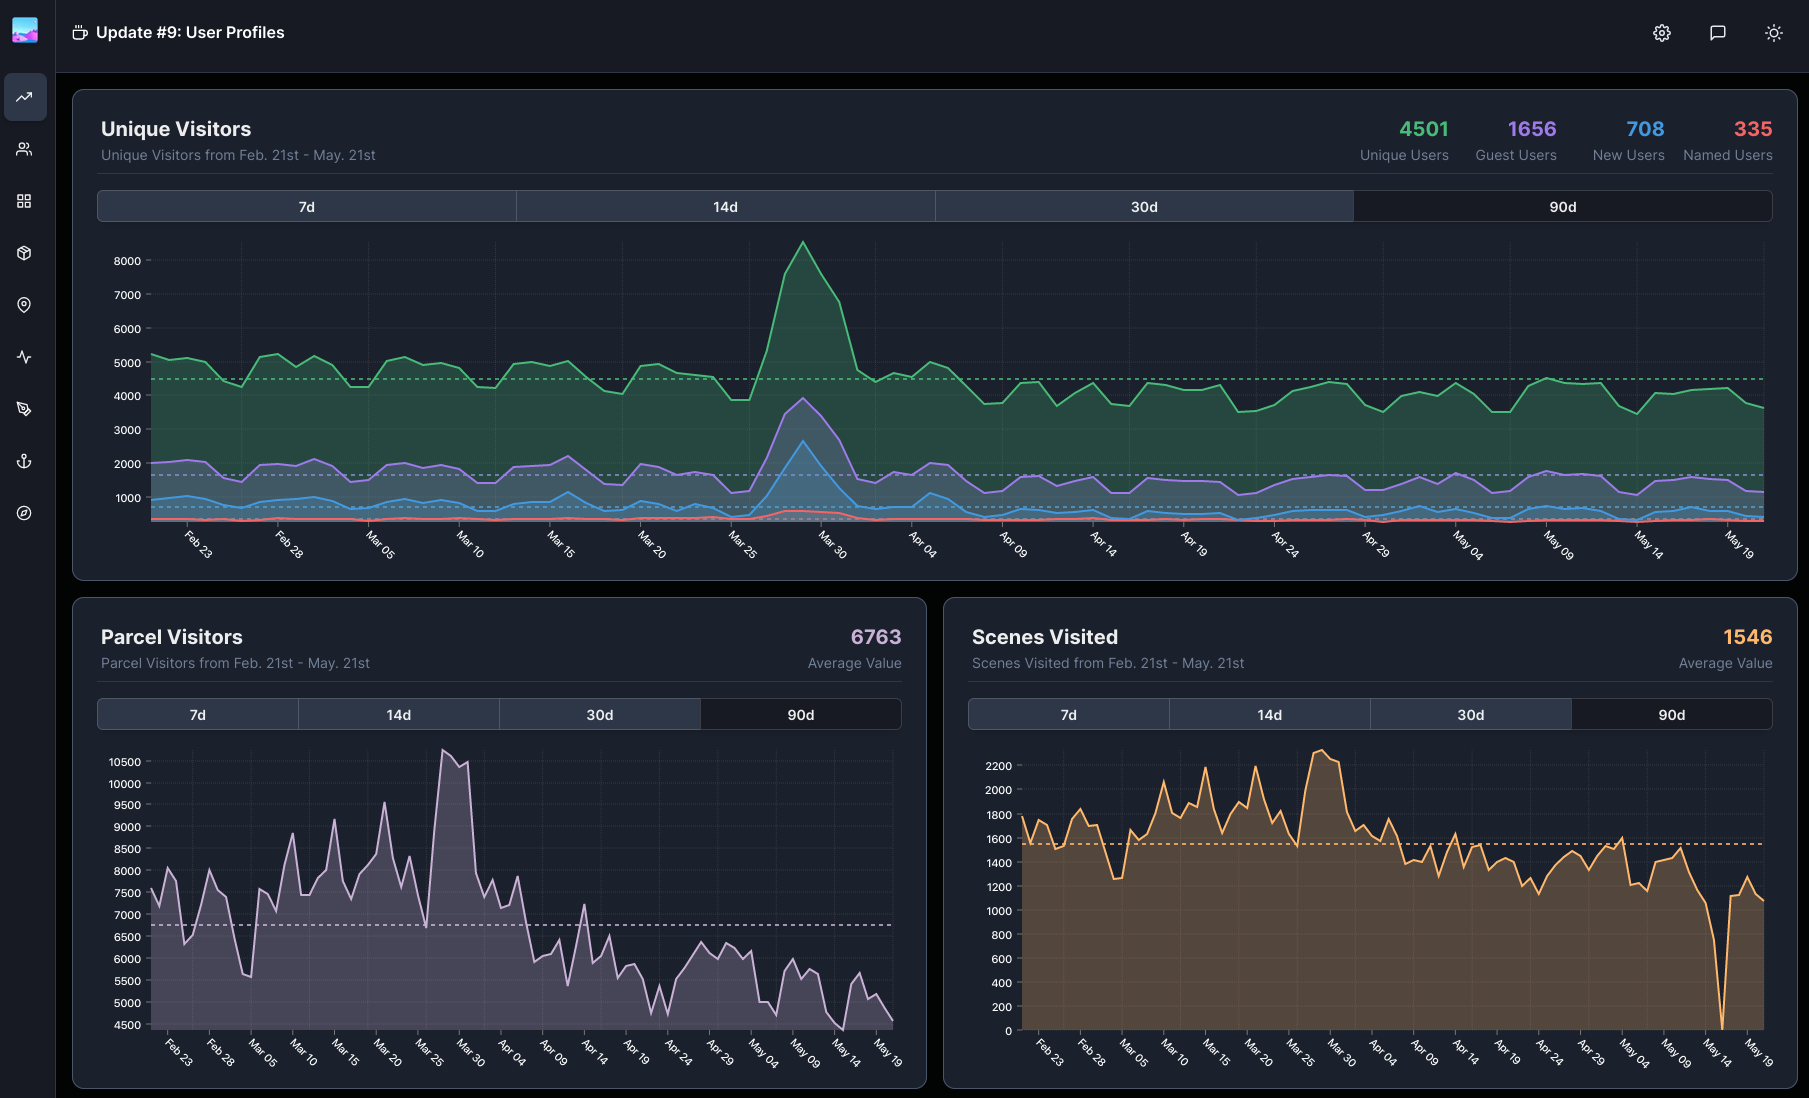 Update #9: User Profiles
Unique Visitors
Unique Visitors from Feb. 21st - May. 21st
4501 1656 708 335
Unique Users Guest Users New Users Named Users
7d 14d 30d 90d
8000
7000
6000
5000
4000
3000
2000
1000
Feb 23 Feb 28 Mar 05 Mar 10 Mar 15 Mar 20 Mar 25 Mar 30 Apr 04 Apr 09 Apr 14 Apr 19 Apr 24 Apr 29 May 04 May 09 May 14 May 19
Parcel Visitors
Parcel Visitors from Feb. 21st - May. 21st
6763
Average Value
7d 14d 30d 90d
10500
10000
9500
9000
8500
8000
7500
7000
6500
6000
5500
5000
4500
Feb 23 Feb 28 Mar 05 Mar 10 Mar 15 Mar 20 Mar 25 Mar 30 Apr 04 Apr 09 Apr 14 Apr 19 Apr 24 Apr 29 May 04 May 09 May 14 May 19
Scenes Visited
Scenes Visited from Feb. 21st - May. 21st
1546
Average Value
7d 14d 30d 90d
2200
2000
1800
1600
1400
1200
1000
800
600
400
200
0
Feb 23 Feb 28 Mar 05 Mar 10 Mar 15 Mar 20 Mar 25 Mar 30 Apr 04 Apr 09 Apr 14 Apr 19 Apr 24 Apr 29 May 04 May 09 May 14 May 19